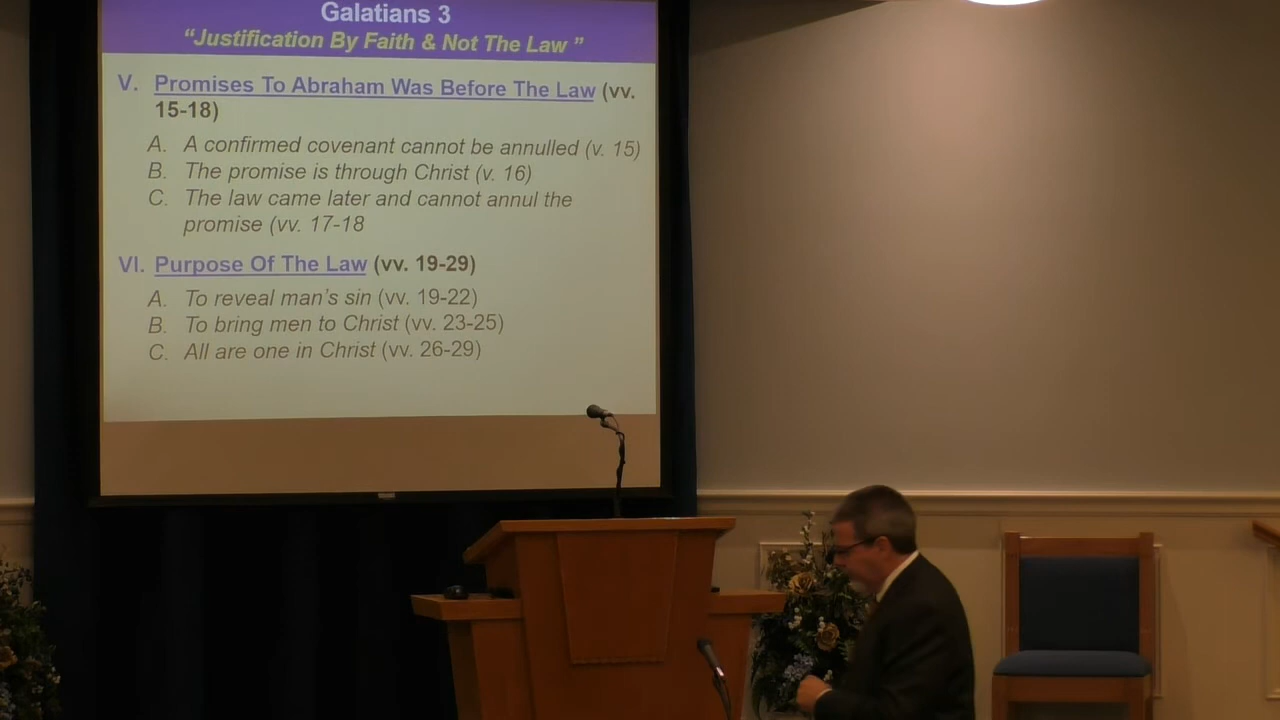 Galatians 3
“Justification By Faith & Not The Law ”
V. Promises To Abraham Was Before The Law (vv.
15-18)
A. A confirmed covenant cannot be annulled (v. 15)
B. The promise is through Christ (v. 16)
C. The law came later and cannot annul the
promise (vv. 17-18
VI. Purpose Of The Law (vv. 19-29)
A. To reveal man’s sin (vv. 19-22)
B. To bring men to Christ (vv. 23-25)
C. All are one in Christ (vv. 26-29)